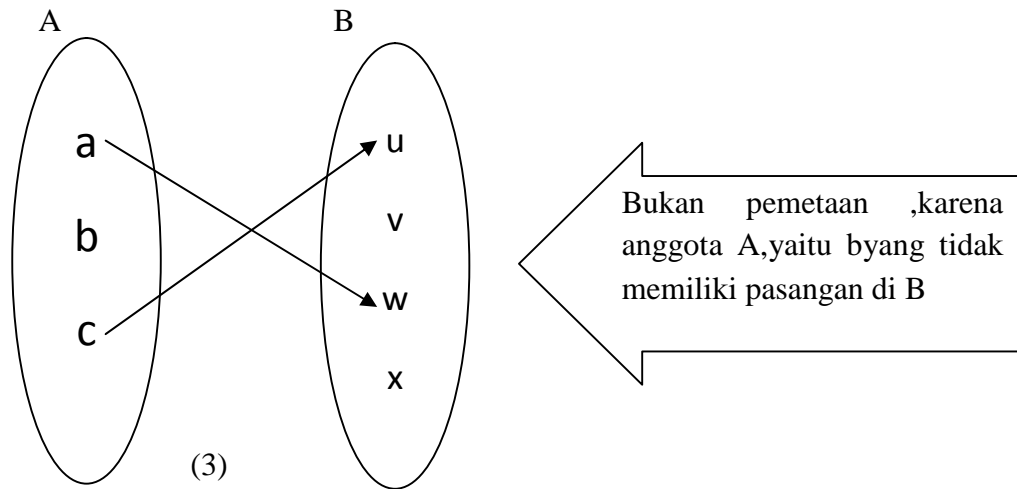 A B
a u
b v
c w
x
(3)
Bukan pemetaan ,karena
anggota A,yaitu byang tidak
memiliki pasangan di B